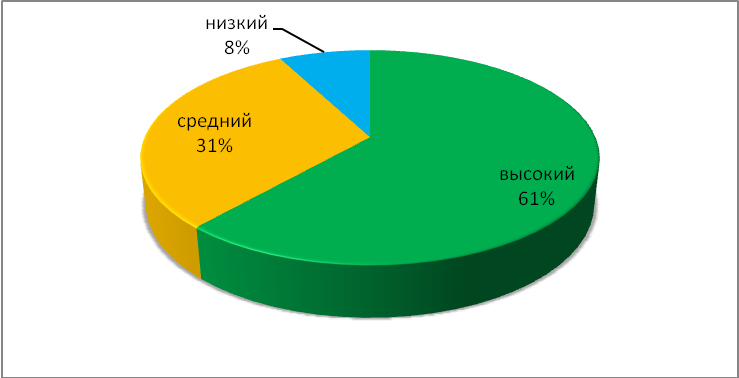 низкий
8%
средний
31%
высокий
61%